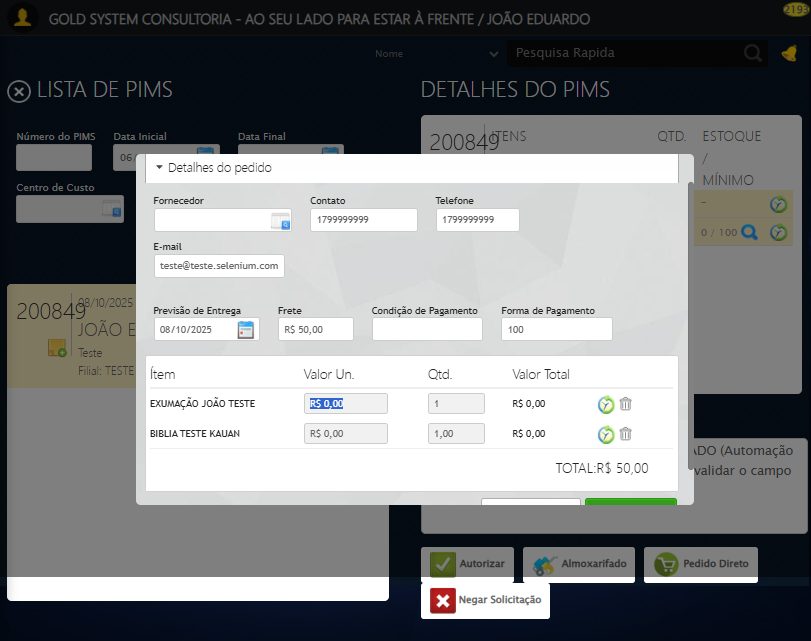 GOLD SYSTEM CONSULTORIA - AO SEU LADO PARA ESTAR À FRENTE / JOÃO EDUARDO
2193
Nome
Pesquisa Rapida
LISTA DE PIMS
Número do PIMS
Data Inicial
Data Final
06/
Centro de Custo
200849
08/10/2025
JOÃO E
Teste
Filial: TESTE
DETALHES DO PIMS
200849
ITENS
QTD.
ESTOQUE
/
MÍNIMO
-
0 / 100
Detalhes do pedido
Fornecedor
Contato
Telefone
1799999999
1799999999
E-mail
teste@teste.selenium.com
Previsão de Entrega
Frete
Condição de Pagamento
Forma de Pagamento
08/10/2025
R$ 50,00
100
Ítem
Valor Un.
Qtd.
Valor Total
EXUMAÇÃO JOÃO TESTE
R$ 0,00
1
R$ 0,00
BIBLIA TESTE KAUAN
R$ 0,00
1,00
R$ 0,00
TOTAL:R$ 50,00
ADO (Automação
validar o campo
Autorizar
Almoxarifado
Pedido Direto
Negar Solicitação